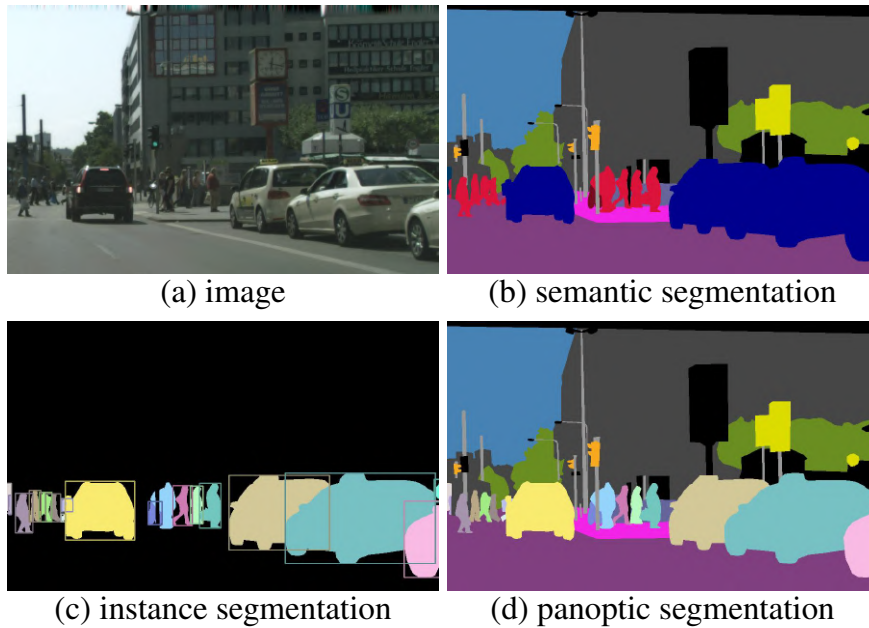 S
U
(a) image
(b) semantic segmentation
(c) instance segmentation
(d) panoptic segmentation